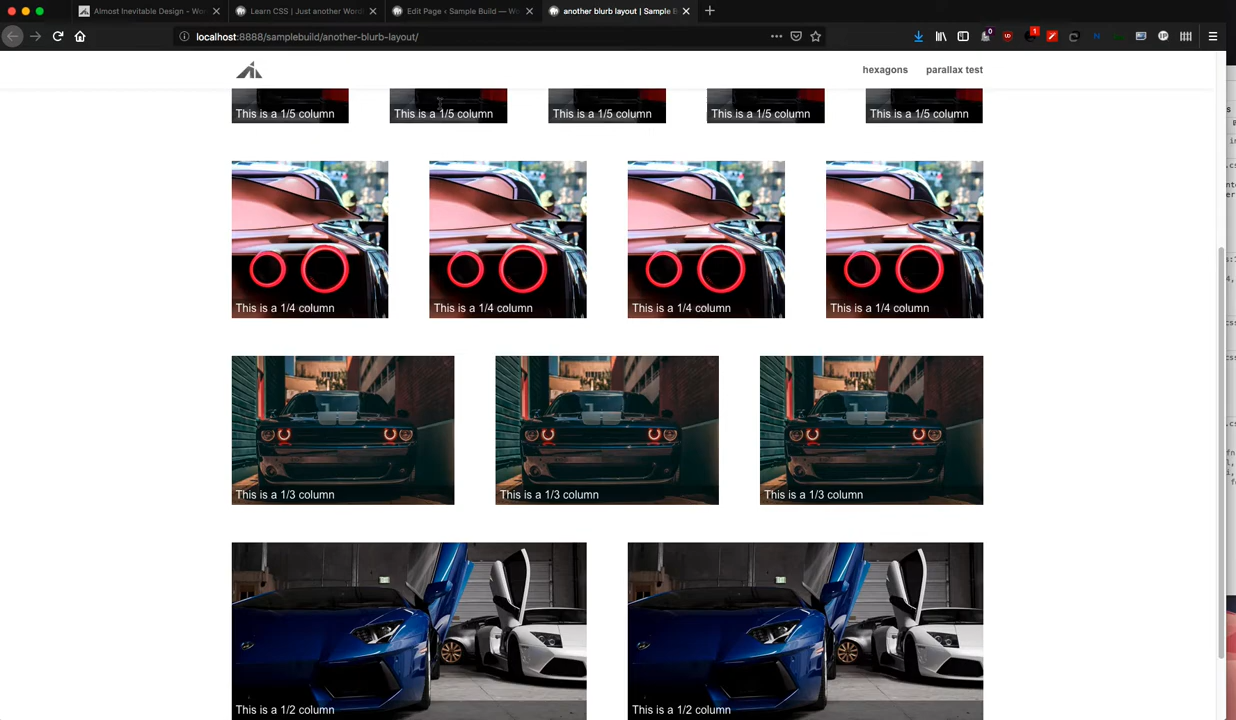 Almost Inevitable Design - Wor
Learn CSS | Just another Word
Edit Page ‹ Sample Build — Wo
another blurb layout | Sample B
localhost:8888/samplebuild/another-blurb-layout/
0
1
hexagons
parallax test
This is a 1/5 column
This is a 1/5 column
This is a 1/5 column
This is a 1/5 column
This is a 1/5 column
This is a 1/4 column
This is a 1/4 column
This is a 1/4 column
This is a 1/4 column
This is a 1/3 column
This is a 1/3 column
This is a 1/3 column
This is a 1/2 column
This is a 1/2 column